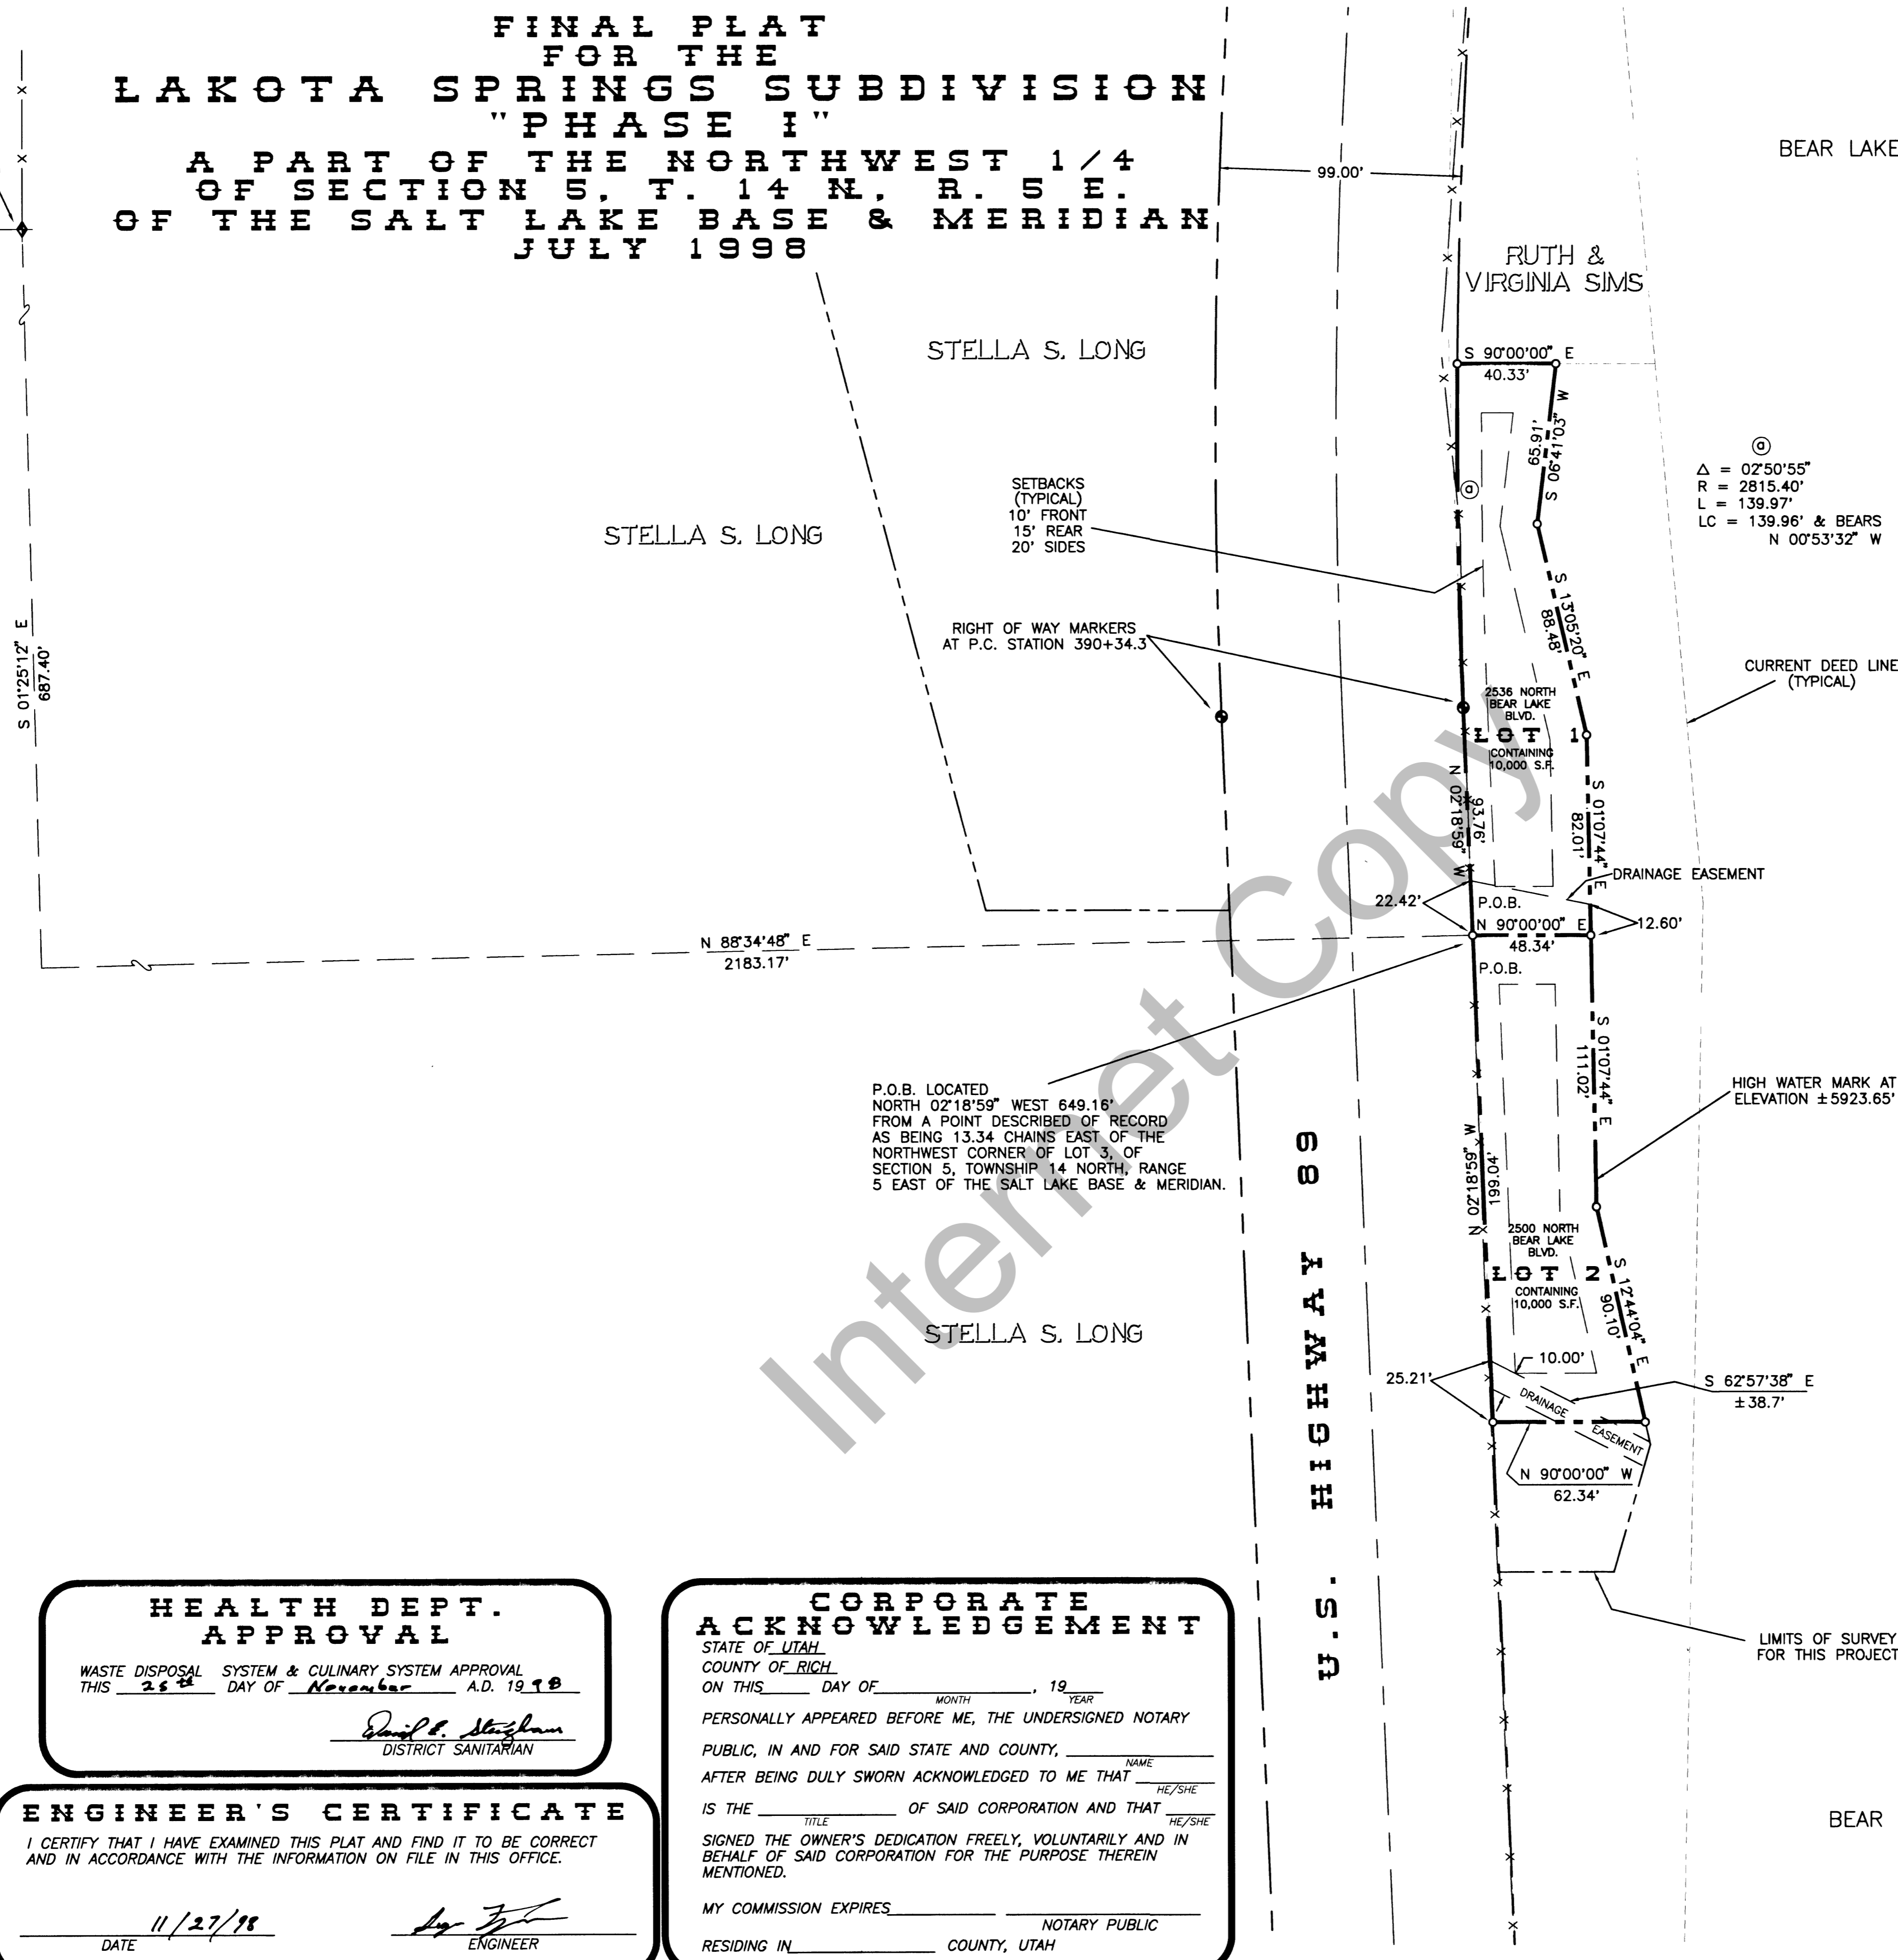 FINAL PLAT
FOR THE
LAKOTA SPRINGS SUBDIVISION
"PHASE I"
A PART OF THE NORTHWEST 1/4
OF SECTION 5, T. 14 N, R. 5 E.
OF THE SALT LAKE BASE & MERIDIAN
JULY 1998
99.00'
BEAR LAKE
RUTH &
VIRGINIA SIMS
STELLA S. LONG
S 90°00'00" E
40.33'
65.91'
S 06°41'03" W
ⓐ
Δ = 02°50'55"
R = 2815.40'
L = 139.97'
LC = 139.96' & BEARS
N 00°53'32" W
ⓐ
SETBACKS
(TYPICAL)
10' FRONT
15' REAR
20' SIDES
STELLA S. LONG
S 13°05'20" E
88.48'
RIGHT OF WAY MARKERS
AT P.C. STATION 390+34.3
S 01°25'12" E
687.40'
CURRENT DEED LINE
(TYPICAL)
2536 NORTH
BEAR LAKE
BLVD.
LOT 1
CONTAINING
10,000 S.F.
N 02°18'59" W
93.76'
S 01°07'44" E
82.01'
DRAINAGE EASEMENT
22.42'
P.O.B.
N 90°00'00" E
48.34'
12.60'
N 88°34'48" E
2183.17'
P.O.B.
S 01°07'44" E
111.02'
P.O.B. LOCATED
NORTH 02°18'59" WEST 649.16'
FROM A POINT DESCRIBED OF RECORD
AS BEING 13.34 CHAINS EAST OF THE
NORTHWEST CORNER OF LOT 3, OF
SECTION 5, TOWNSHIP 14 NORTH, RANGE
5 EAST OF THE SALT LAKE BASE & MERIDIAN.
HIGH WATER MARK AT
ELEVATION ±5923.65'
N 02°18'59" W
199.04'
2500 NORTH
BEAR LAKE
BLVD.
LOT 2
CONTAINING
10,000 S.F.
S 12°44'04" E
90.10'
STELLA S. LONG
10.00'
25.21'
S 62°57'38" E
±38.7'
DRAINAGE
EASEMENT
N 90°00'00" W
62.34'
U.S. HIGHWAY 89
LIMITS OF SURVEY
FOR THIS PROJECT
BEAR
Internet Copy
HEALTH DEPT.
APPROVAL
WASTE DISPOSAL SYSTEM & CULINARY SYSTEM APPROVAL
THIS 25th DAY OF November A.D. 1998
DISTRICT SANITARIAN
ENGINEER'S CERTIFICATE
I CERTIFY THAT I HAVE EXAMINED THIS PLAT AND FIND IT TO BE CORRECT
AND IN ACCORDANCE WITH THE INFORMATION ON FILE IN THIS OFFICE.
11/27/98
DATE ENGINEER
CORPORATE
ACKNOWLEDGEMENT
STATE OF UTAH
COUNTY OF RICH
ON THIS DAY OF , 19
MONTH YEAR
PERSONALLY APPEARED BEFORE ME, THE UNDERSIGNED NOTARY
PUBLIC, IN AND FOR SAID STATE AND COUNTY,
NAME
AFTER BEING DULY SWORN ACKNOWLEDGED TO ME THAT
HE/SHE
IS THE OF SAID CORPORATION AND THAT
TITLE HE/SHE
SIGNED THE OWNER'S DEDICATION FREELY, VOLUNTARILY AND IN
BEHALF OF SAID CORPORATION FOR THE PURPOSE THEREIN
MENTIONED.
MY COMMISSION EXPIRES
NOTARY PUBLIC
RESIDING IN COUNTY, UTAH